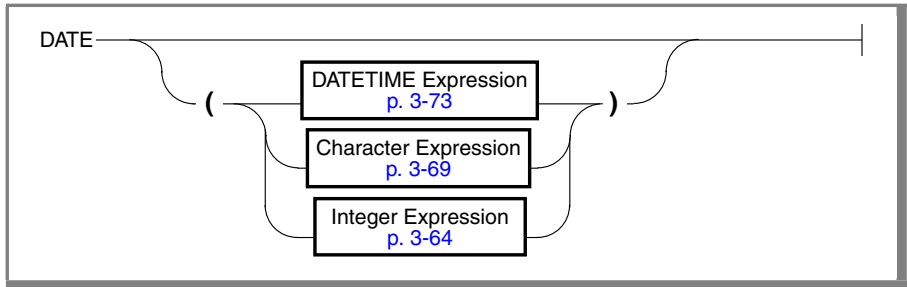 DATE
DATETIME Expression
p. 3-73
( )
Character Expression
p. 3-69
Integer Expression
p. 3-64